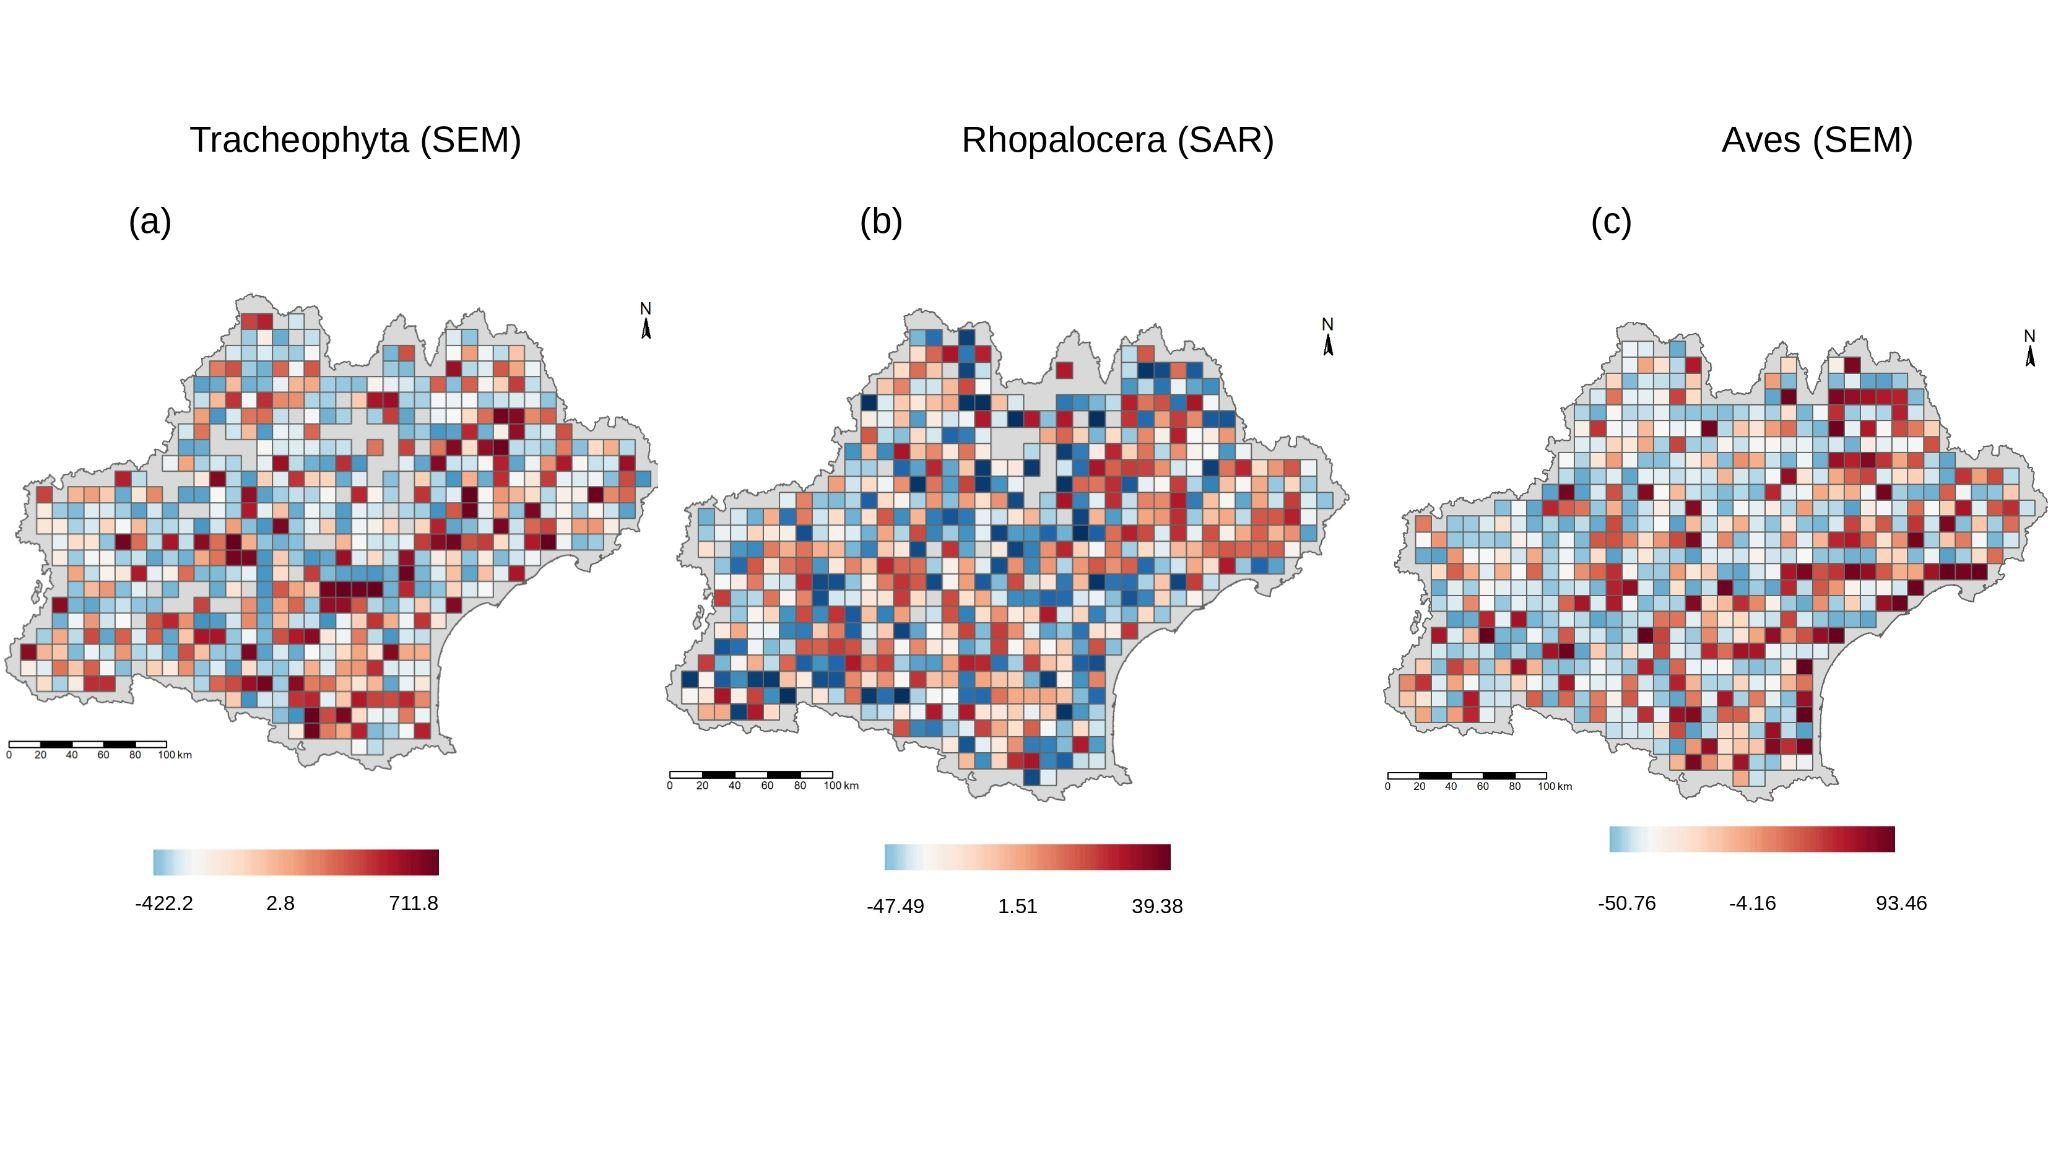 Tracheophyta (SEM)
Rhopalocera (SAR)
Aves (SEM)
(a)
(b)
(c)
N
N
N
0 20 40 60 80 100 km
0 20 40 60 80 100 km
0 20 40 60 80 100 km
-422.2 2.8 711.8
-47.49 1.51 39.38
-50.76 -4.16 93.46